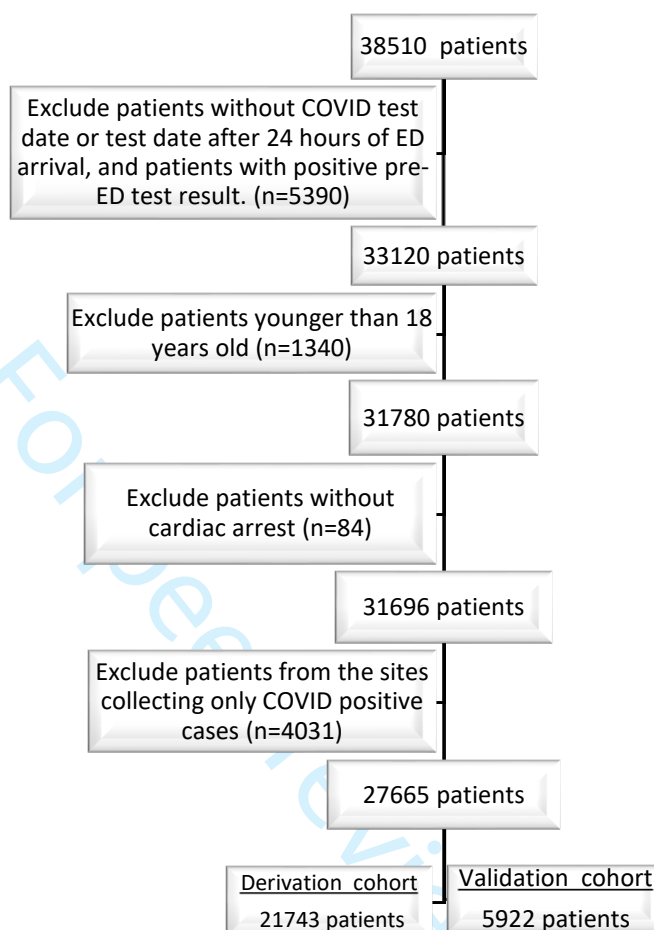 38510 patients
Exclude patients without COVID test
date or test date after 24 hours of ED
arrival, and patients with positive pre-
ED test result. (n=5390)
33120 patients
Exclude patients younger than 18
years old (n=1340)
31780 patients
Exclude patients without
cardiac arrest (n=84)
31696 patients
Exclude patients from the sites
collecting only COVID positive
cases (n=4031)
27665 patients
Derivation cohort
21743 patients
Validation cohort
5922 patients
For peer revie